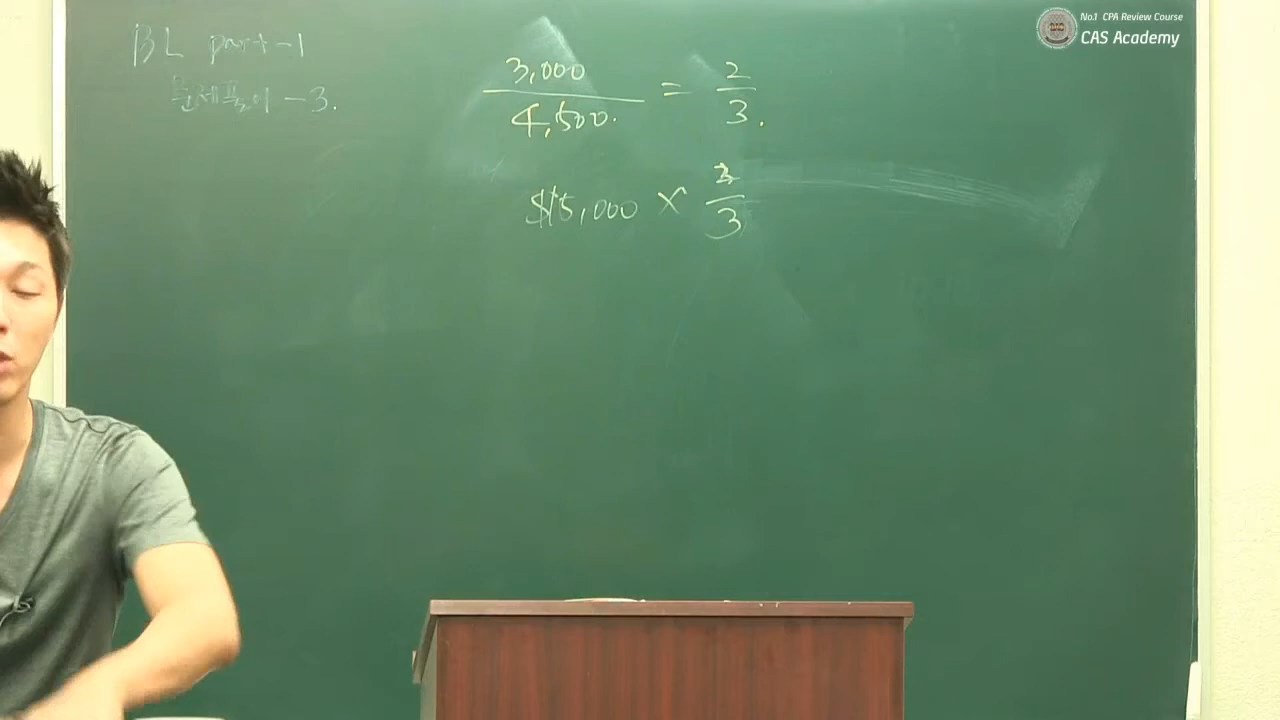 BL part-1
문제풀이 -3.
3,000
4,500.
= 2
3.
$15,000 × 2
3
No.1 CPA Review Course
CAS Academy